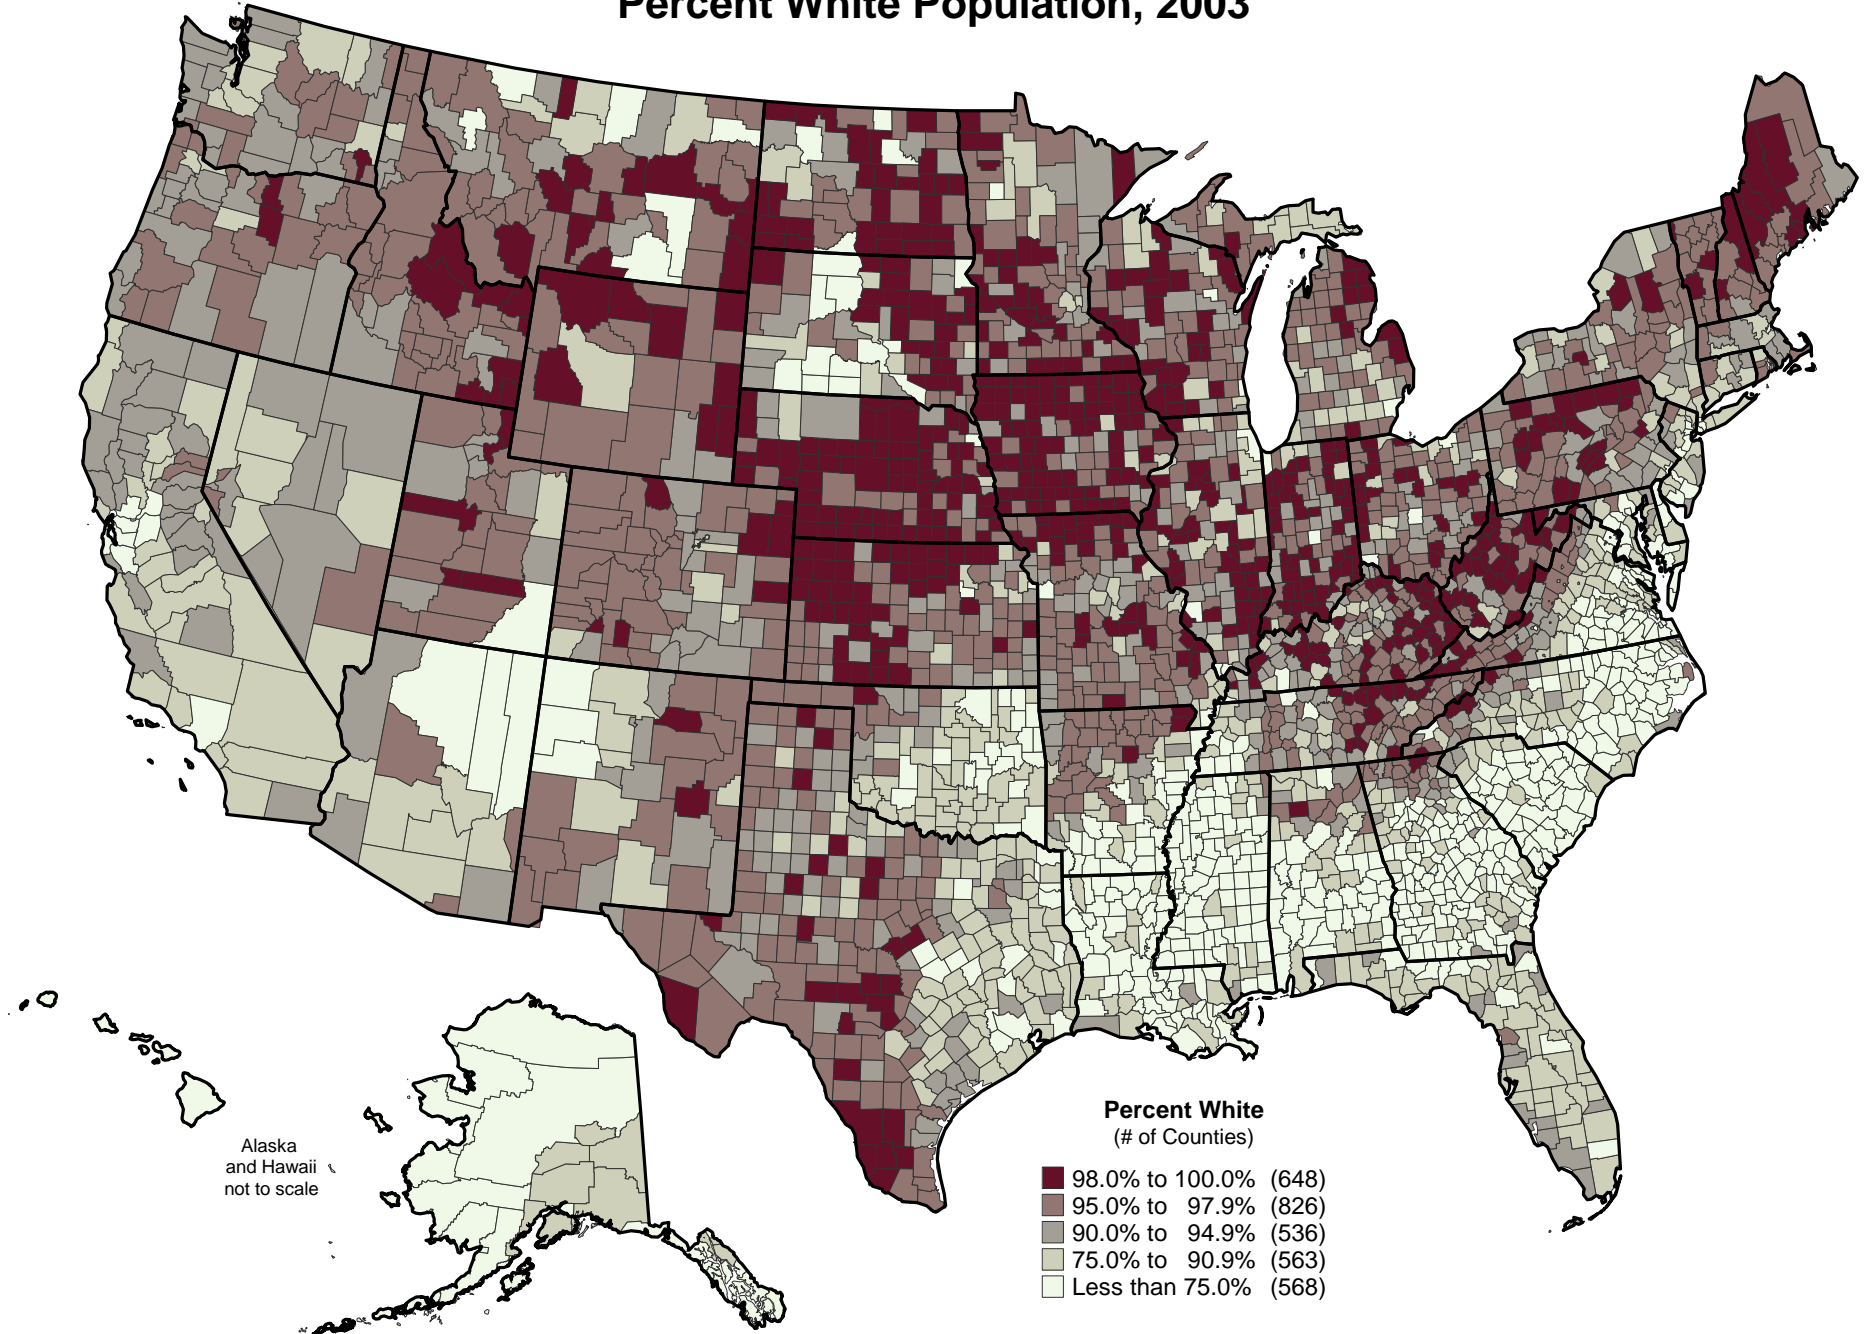 Percent White Population, 2003
Alaska
and Hawaii
not to scale
Percent White
(# of Counties)
98.0% to 100.0% (648)
95.0% to 97.9% (826)
90.0% to 94.9% (536)
75.0% to 90.9% (563)
Less than 75.0% (568)